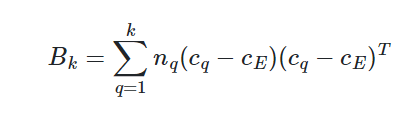 $B_k = \sum_{q=1}^{k} n_q (c_q - c_E)(c_q - c_E)^T$